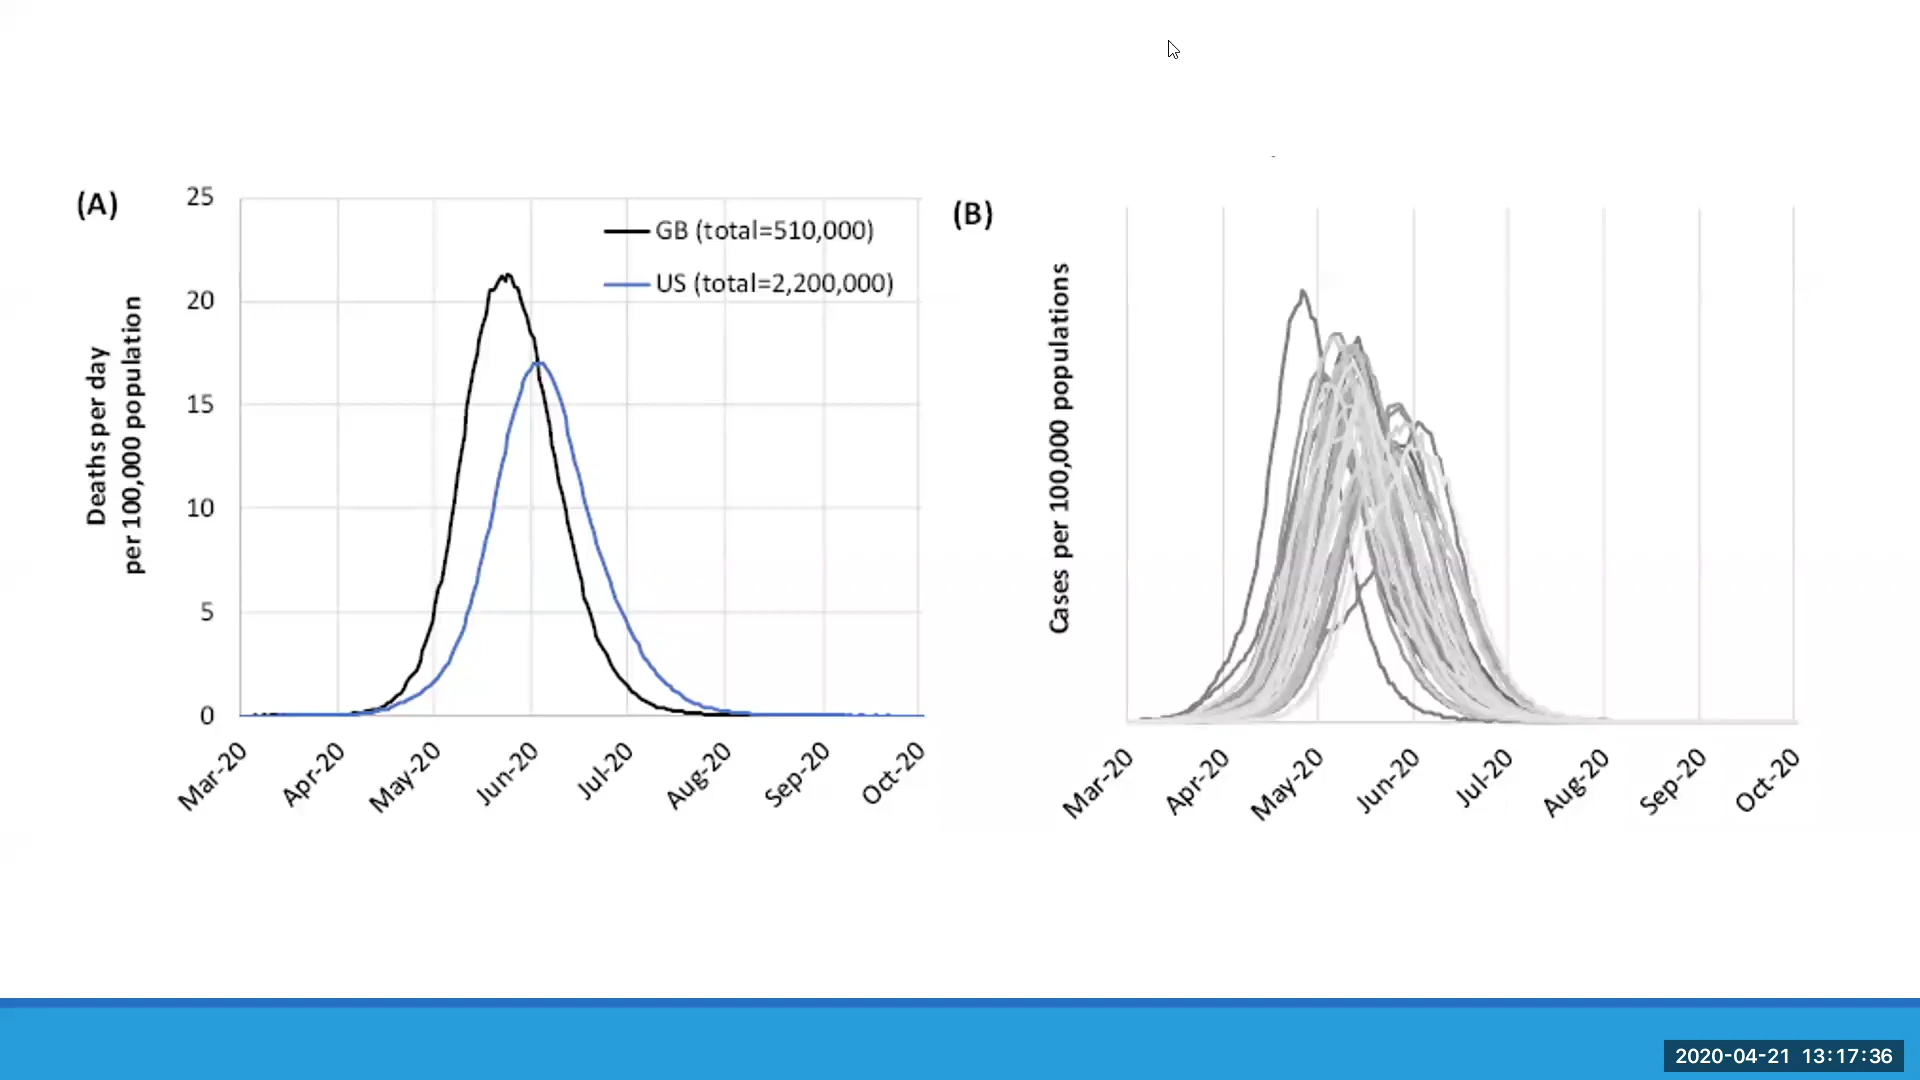 (A)
25
20
15
10
5
0
Deaths per day
per 100,000 population
GB (total=510,000)
US (total=2,200,000)
Mar-20
Apr-20
May-20
Jun-20
Jul-20
Aug-20
Sep-20
Oct-20
(B)
Cases per 100,000 populations
Mar-20
Apr-20
May-20
Jun-20
Jul-20
Aug-20
Sep-20
Oct-20
2020-04-21 13:17:36